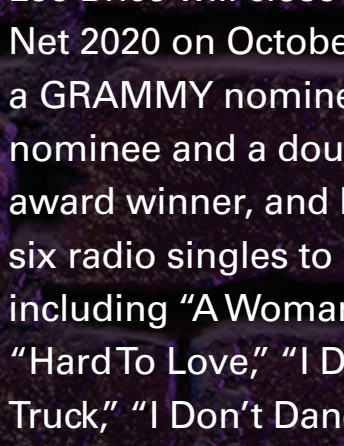 Lee Brice will close
Net 2020 on Octobe
a GRAMMY nomine
nominee and a dou
award winner, and
six radio singles to
including “A Woman
“Hard To Love,” “I D
Truck,” “I Don’t Dan